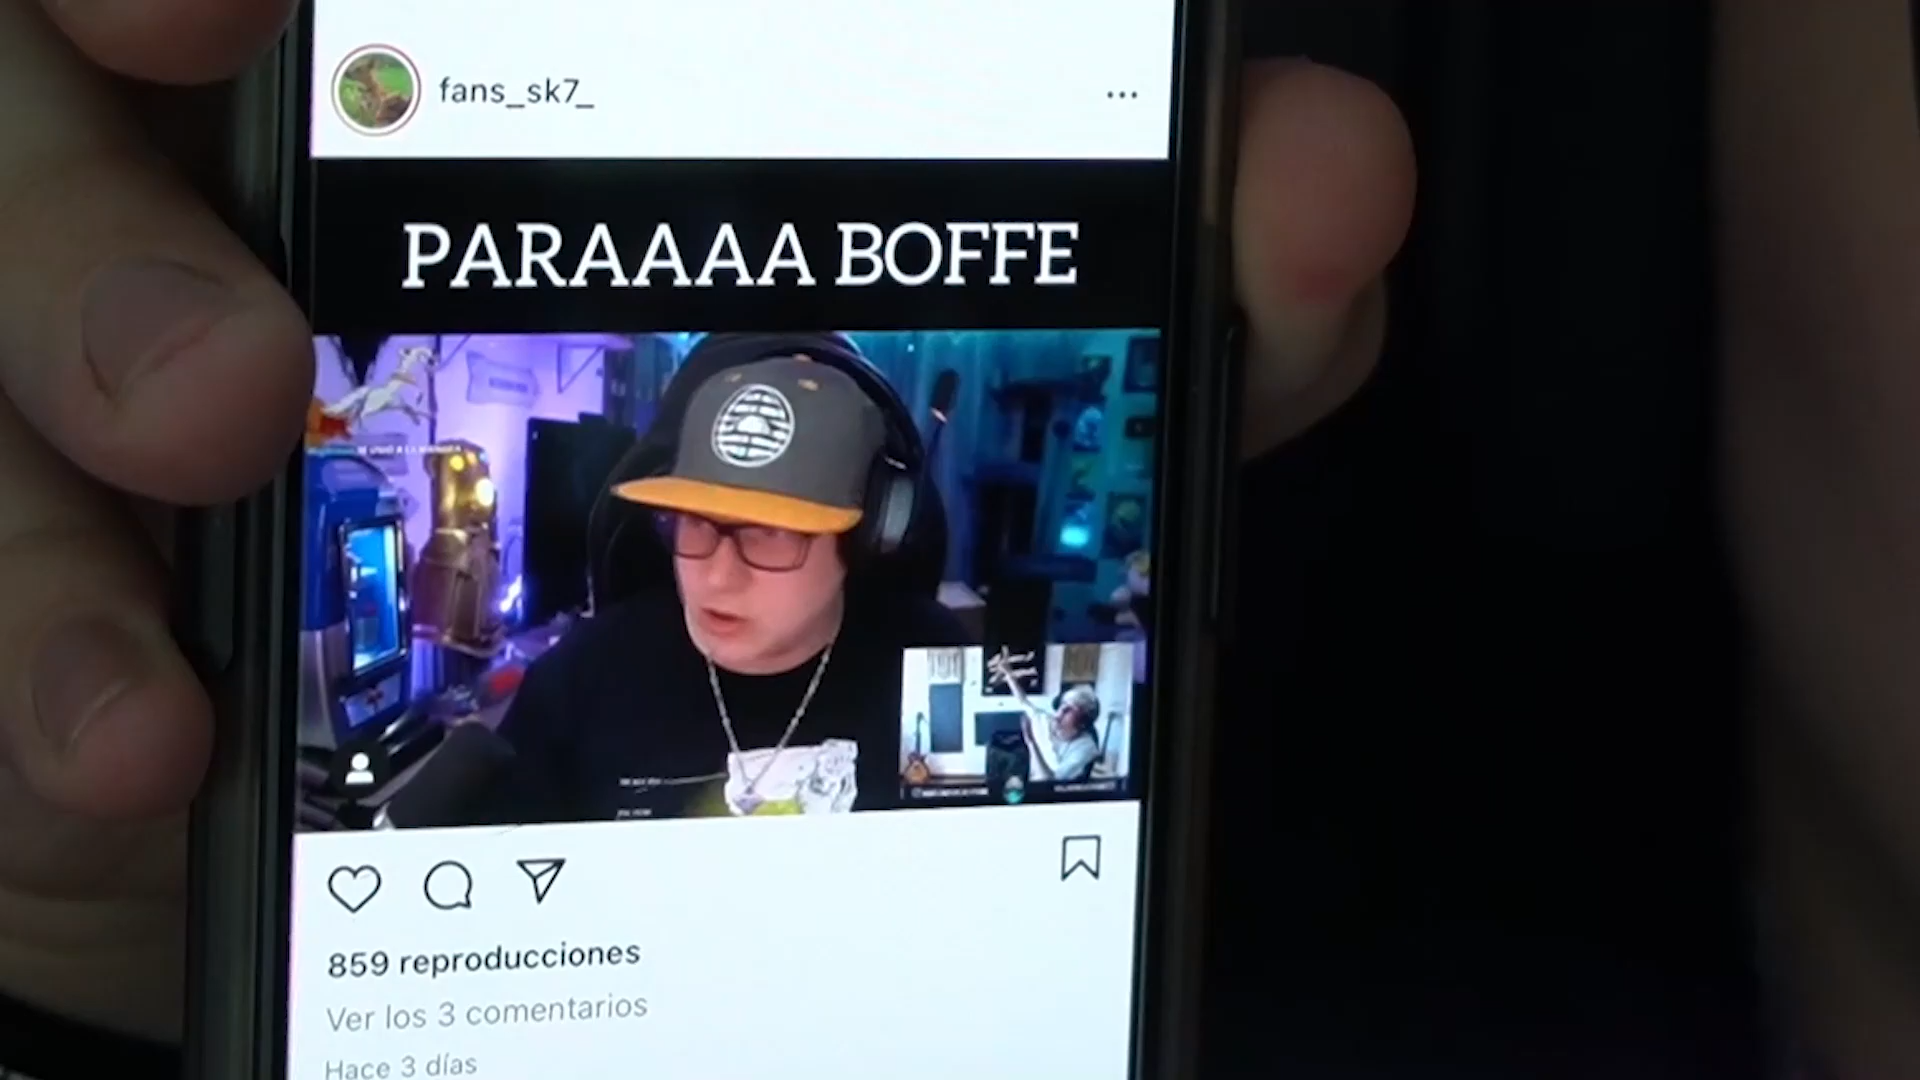 fans_sk7_
PARAAAA BOFFE
859 reproducciones
Ver los 3 comentarios
Hace 3 días